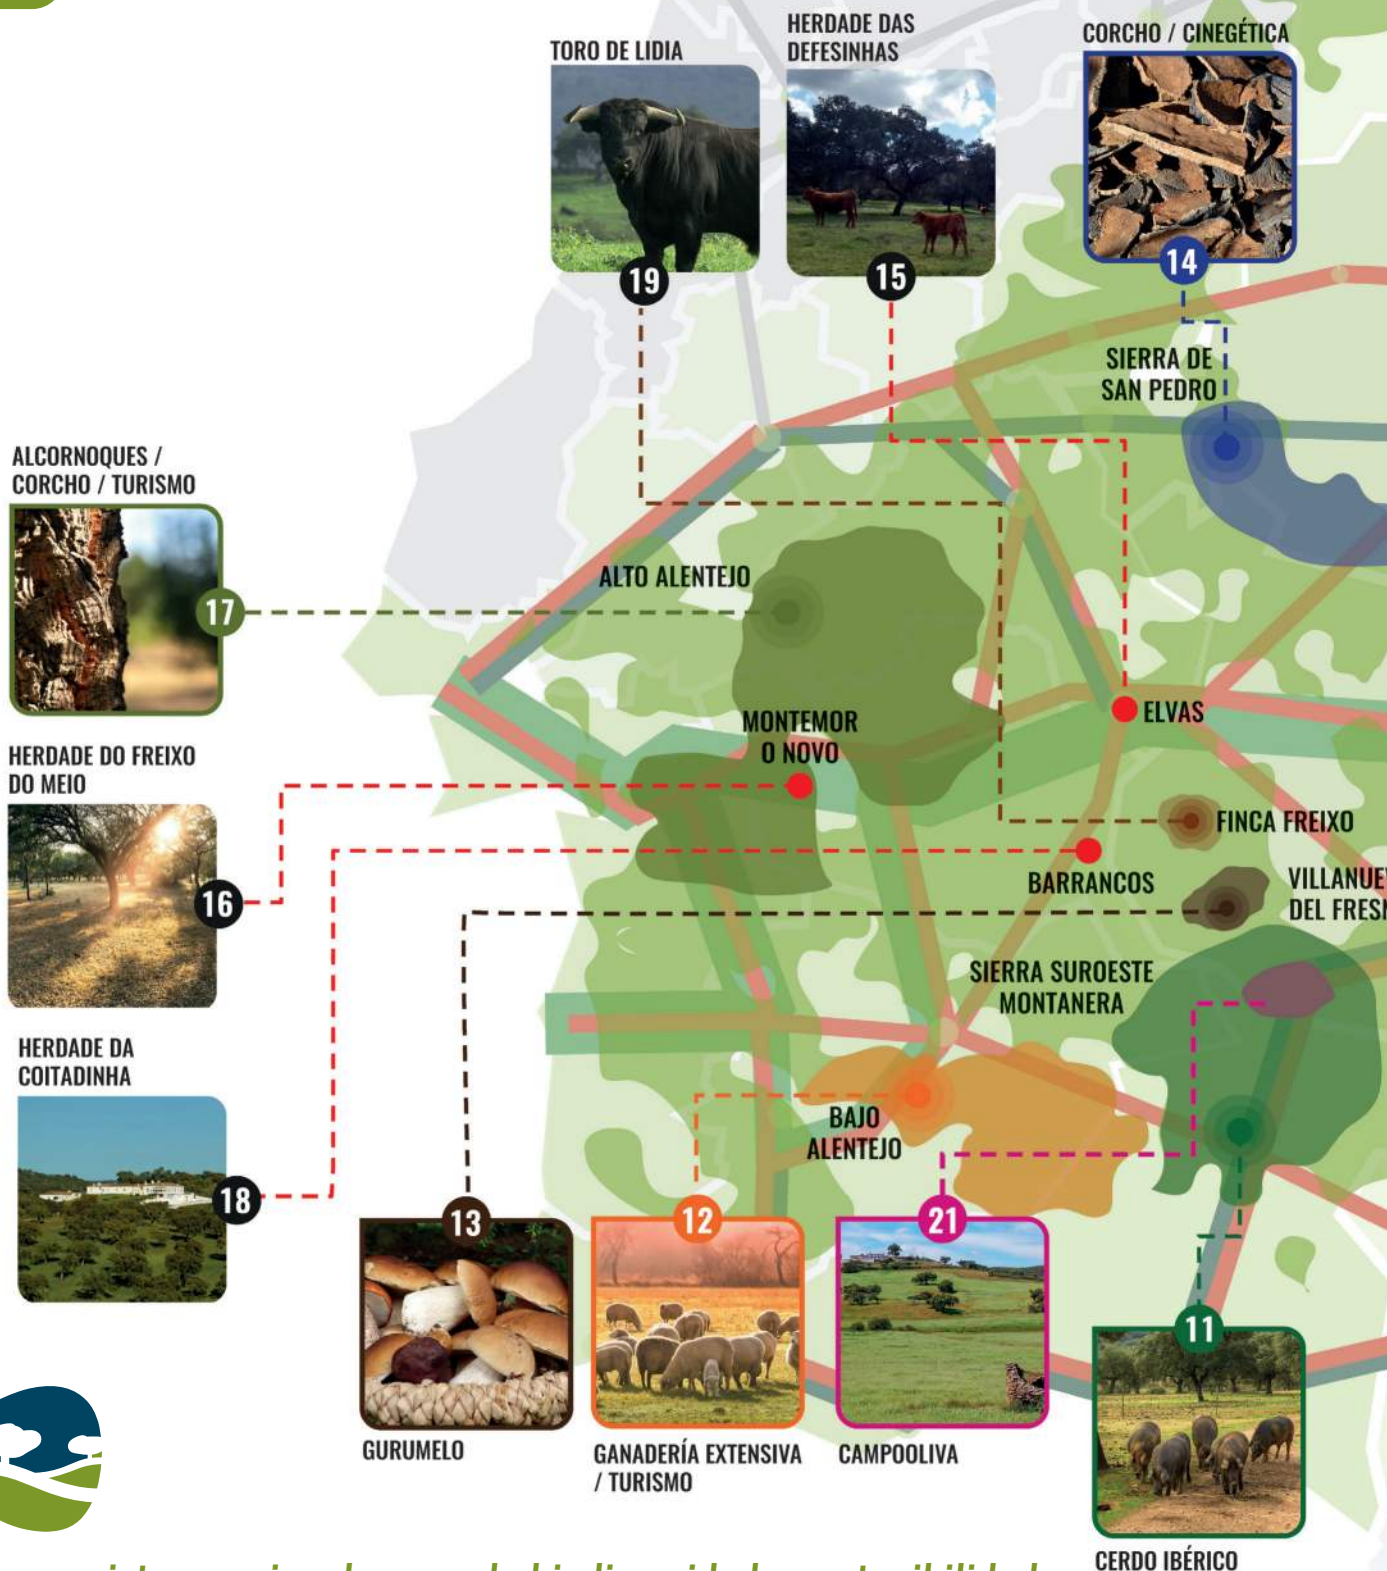 TORO DE LIDIA
19
HERDADE DAS
DEFESINHAS
15
CORCHO / CINEGÉTICA
14
SIERRA DE
SAN PEDRO
ALCORNOQUES /
CORCHO / TURISMO
17
ALTO ALENTEJO
MONTEMOR
O NOVO
ELVAS
HERDADE DO FREIXO
DO MEIO
16
FINCA FREIXO
BARRANCOS
DEL
SIERRA SUROESTE
MONTANERA
HERDADE DA
COITADINHA
18
BAJO
ALENTEJO
13
GURUMELO
12
GANADERÍA EXTENSIVA
/ TURISMO
21
CAMPOOLIVA
11
CERDO IBÉRICO